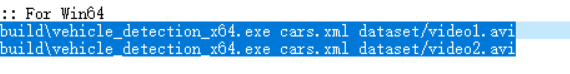 :: For Win64
build\vehicle_detection_x64.exe cars.xml dataset/video1.avi
build\vehicle_detection_x64.exe cars.xml dataset/video2.avi